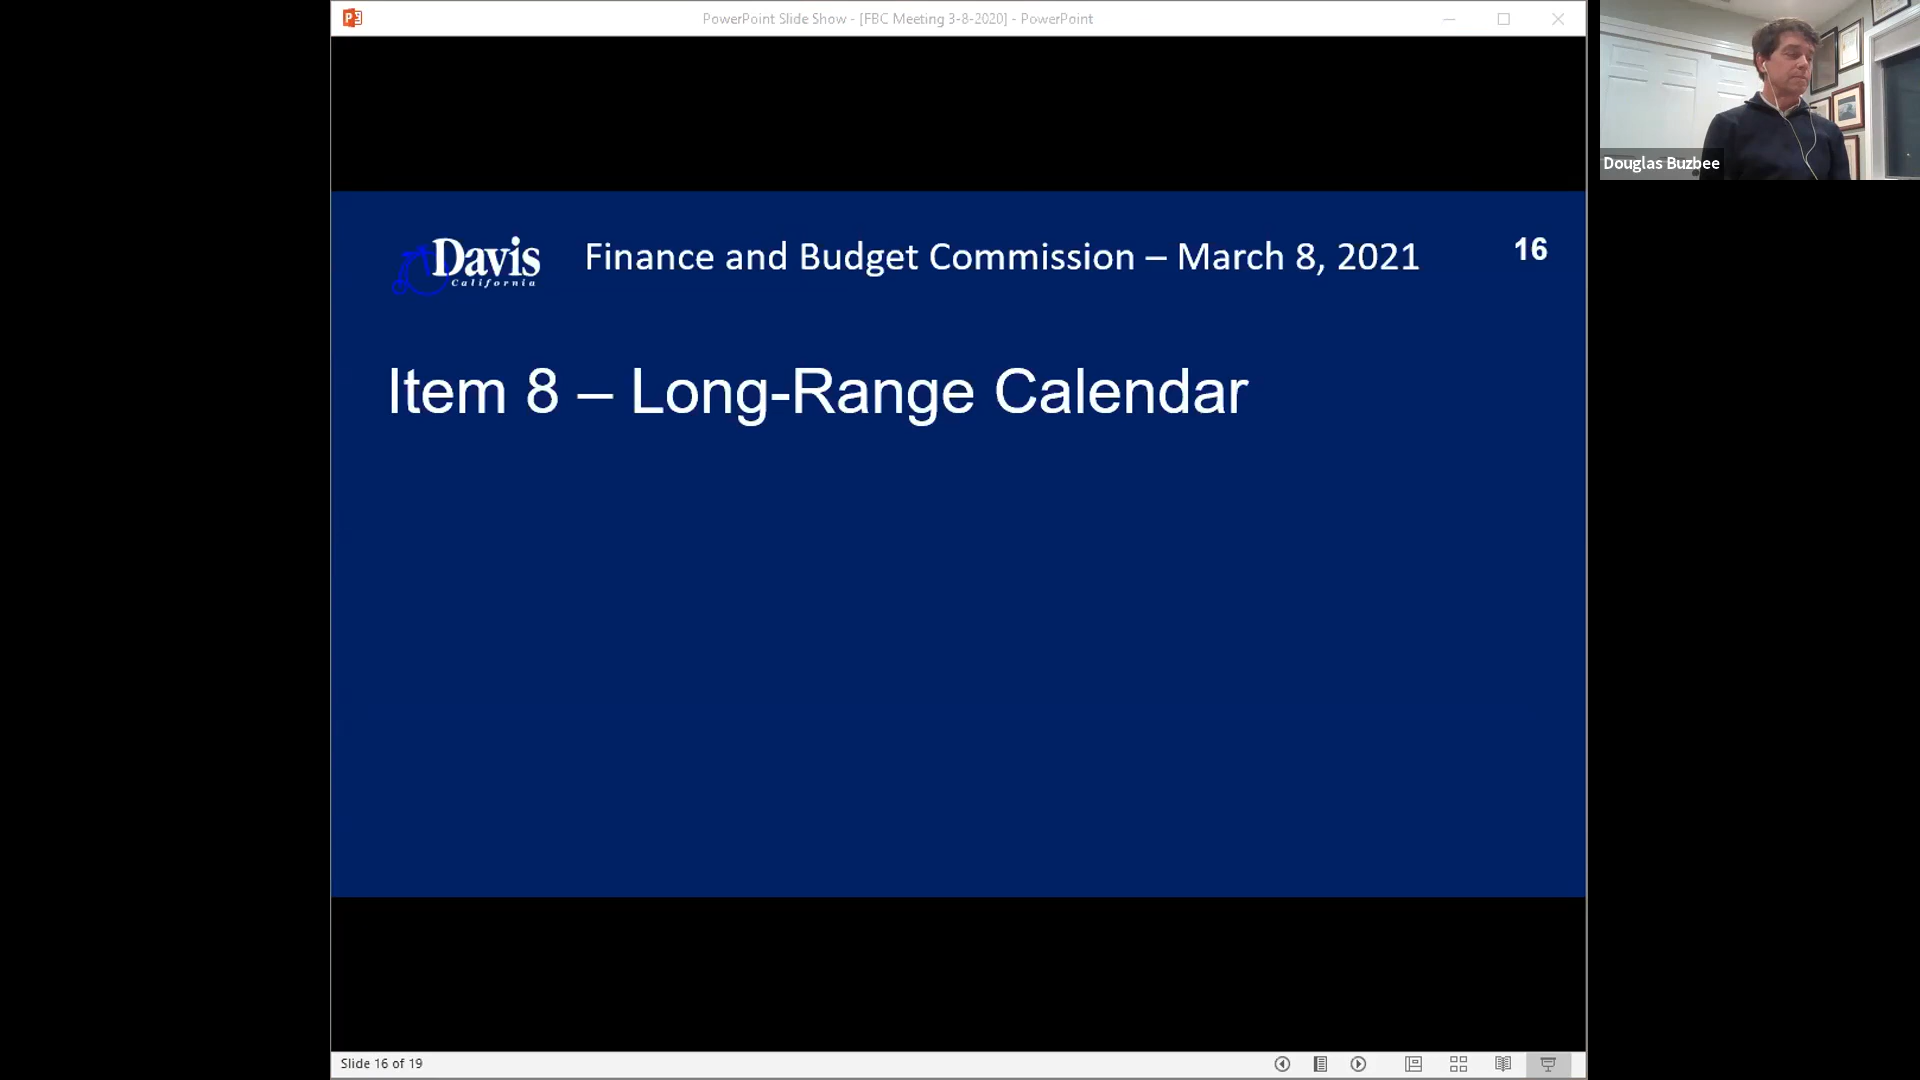 PowerPoint Slide Show - [FBC Meeting 3-8-2020] - PowerPoint
Douglas Buzbee
Davis
California
Finance and Budget Commission – March 8, 2021
16
Item 8 – Long-Range Calendar
Slide 16 of 19